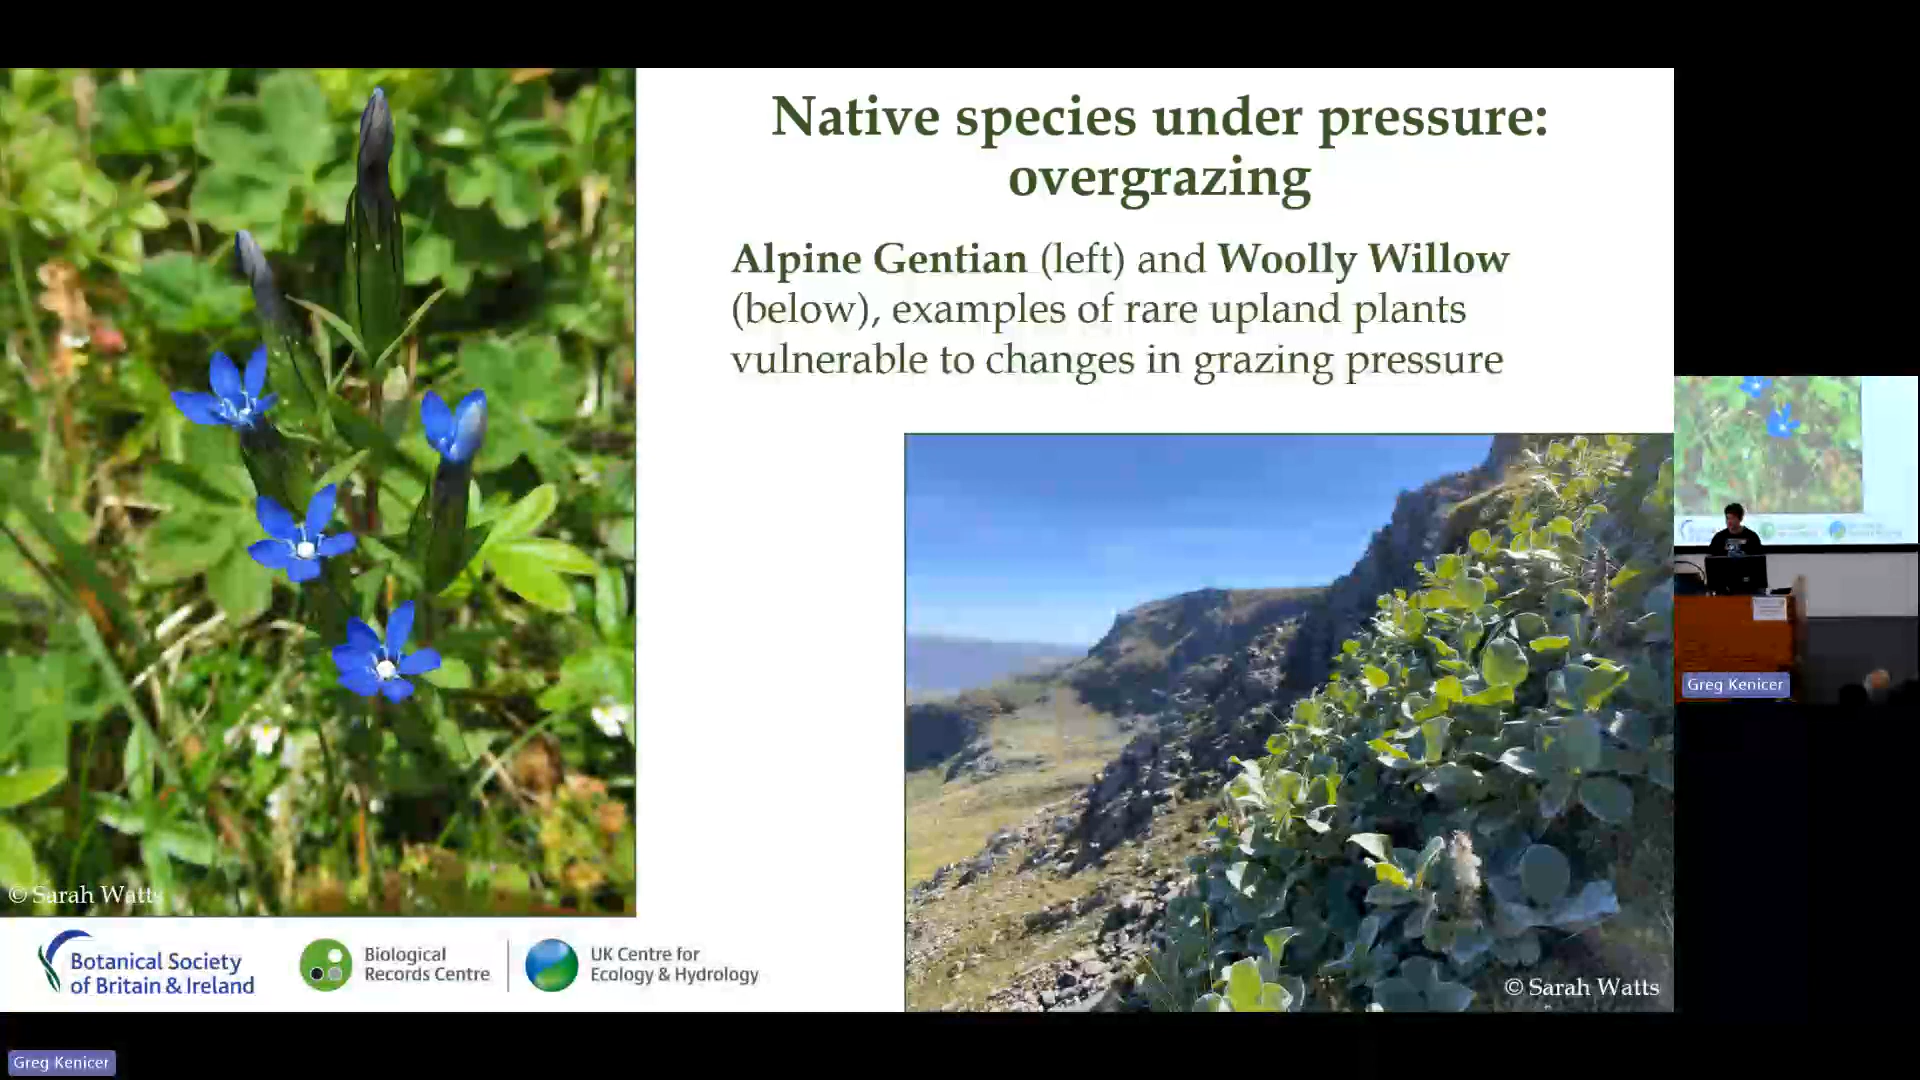 Native species under pressure:
overgrazing
Alpine Gentian (left) and Woolly Willow
(below), examples of rare upland plants
vulnerable to changes in grazing pressure
© Sarah Watts
© Sarah Watts
Botanical Society
of Britain & Ireland
Biological
Records Centre
UK Centre for
Ecology & Hydrology
Greg Kenicer
Greg Kenicer